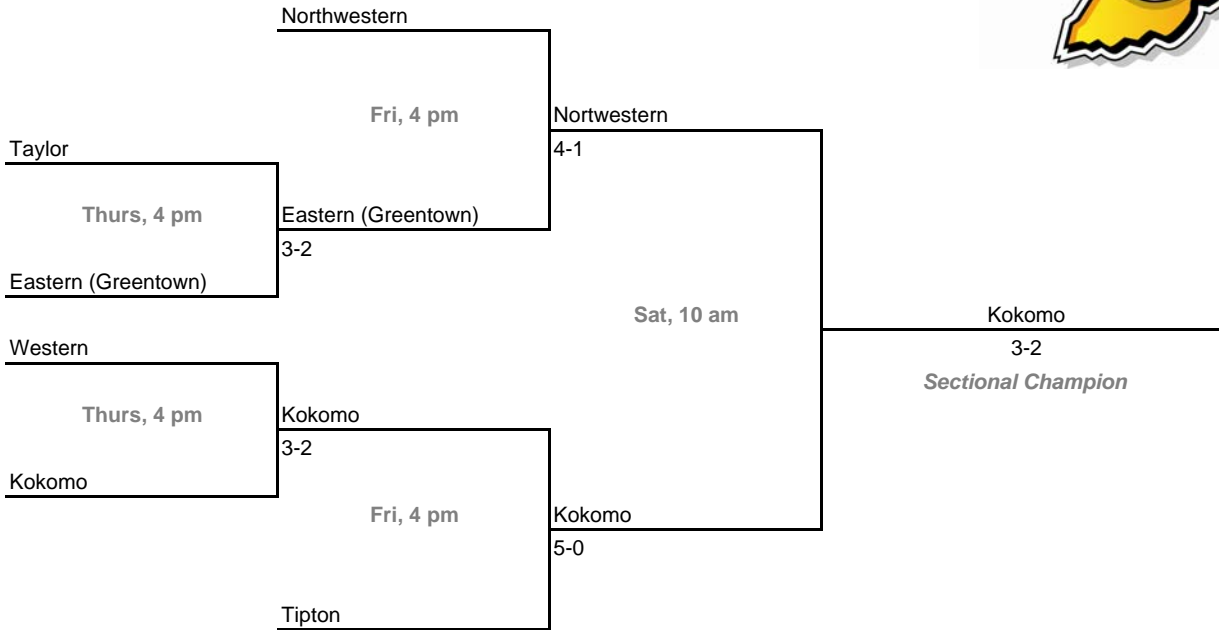 Northwestern
Fri, 4 pm
Nortwestern
Taylor
4-1
Thurs, 4 pm
Eastern (Greentown)
3-2
Eastern (Greentown)
Sat, 10 am
Kokomo
Western
3-2
Sectional Champion
Thurs, 4 pm
Kokomo
3-2
Kokomo
Fri, 4 pm
Kokomo
5-0
Tipton